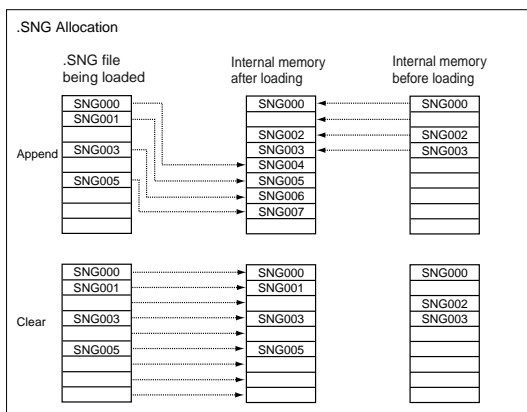 .SNG Allocation
.SNG file
being loaded
Internal memory
after loading
Internal memory
before loading
Append
SNG000
SNG001
SNG003
SNG005
SNG000
SNG002
SNG003
SNG004
SNG005
SNG006
SNG007
SNG000
SNG002
SNG003
Clear
SNG000
SNG001
SNG003
SNG005
SNG000
SNG001
SNG003
SNG005
SNG000
SNG002
SNG003